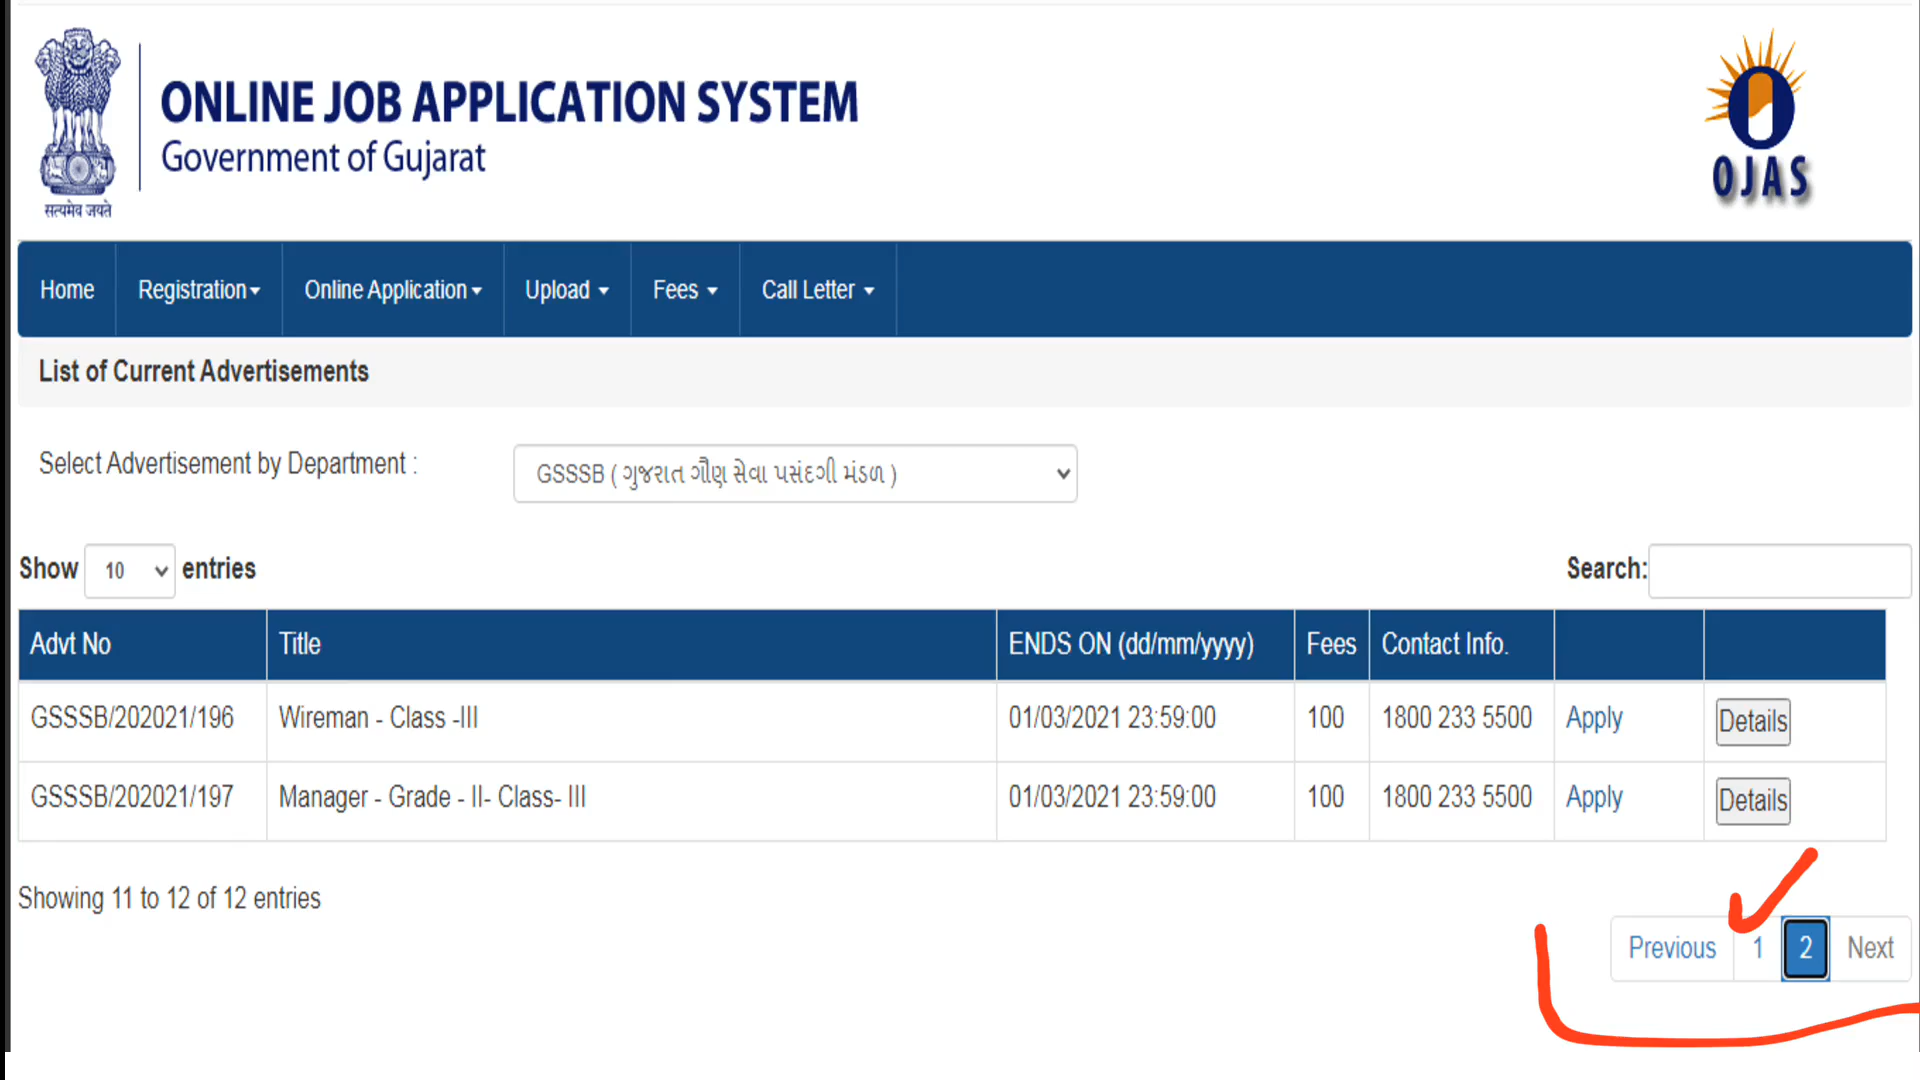 सत्यमेव जयते
ONLINE JOB APPLICATION SYSTEM
Government of Gujarat
OJAS
Home Registration Online Application Upload Fees Call Letter
List of Current Advertisements
Select Advertisement by Department : GSSSB ( ગુજરાત ગૌણ સેવા પસંદગી મંડળ )
Show 10 entries Search:
Advt No Title ENDS ON (dd/mm/yyyy) Fees Contact Info.
GSSSB/202021/196 Wireman - Class -III 01/03/2021 23:59:00 100 1800 233 5500 Apply Details
GSSSB/202021/197 Manager - Grade - II- Class- III 01/03/2021 23:59:00 100 1800 233 5500 Apply Details
Showing 11 to 12 of 12 entries
Previous 1 2 Next